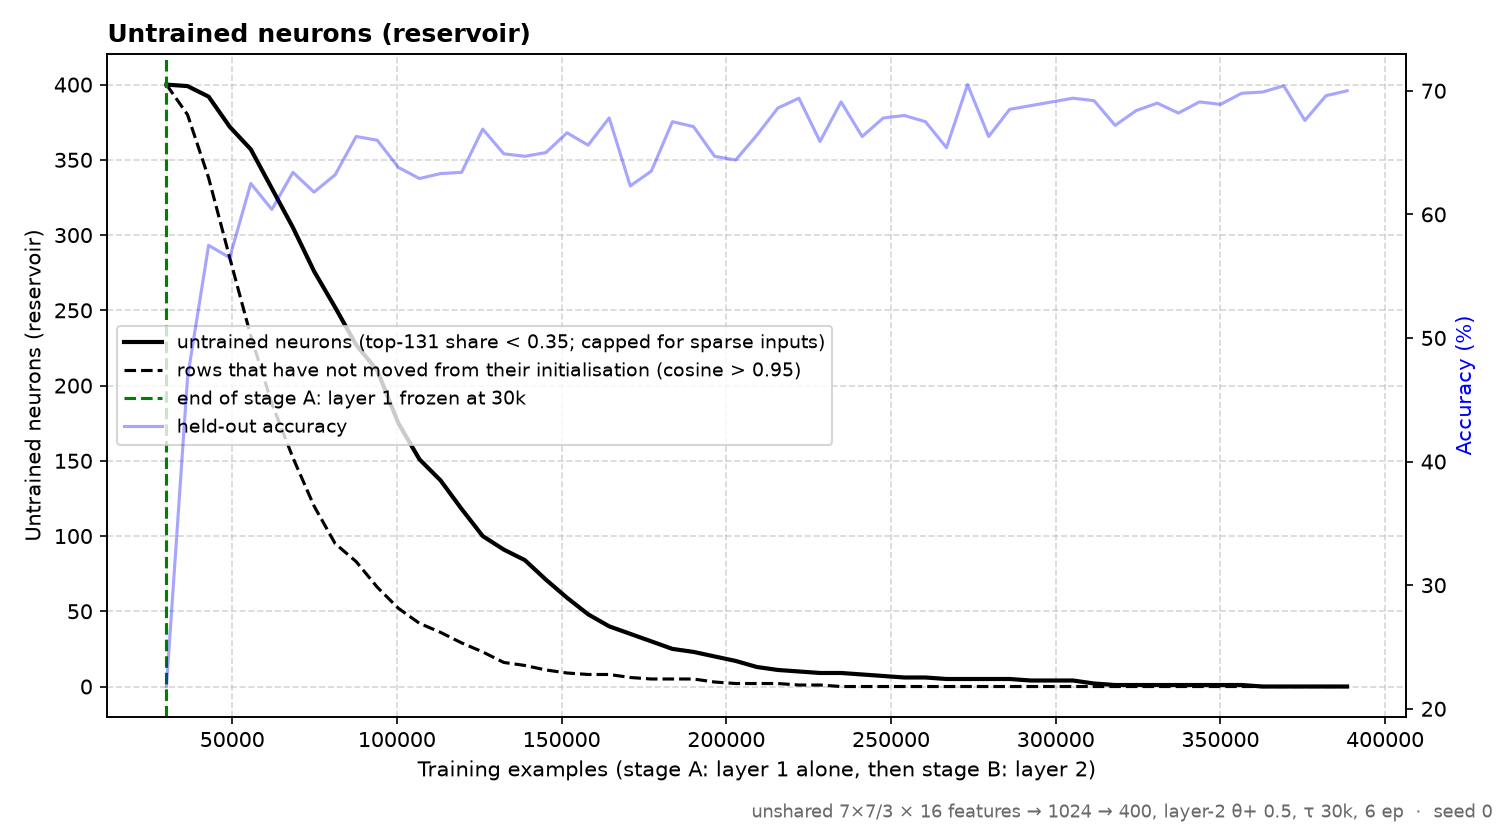 Untrained neurons (reservoir)
400
350
300
250
200
150
100
50
0
Untrained neurons (reservoir)
70
60
50
40
30
20
Accuracy (%)
untrained neurons (top-131 share < 0.35; capped for sparse inputs)
rows that have not moved from their initialisation (cosine > 0.95)
end of stage A: layer 1 frozen at 30k
held-out accuracy
50000 100000 150000 200000 250000 300000 350000 400000
Training examples (stage A: layer 1 alone, then stage B: layer 2)
unshared 7×7/3 × 16 features → 1024 → 400, layer-2 θ+ 0.5, τ 30k, 6 ep · seed 0